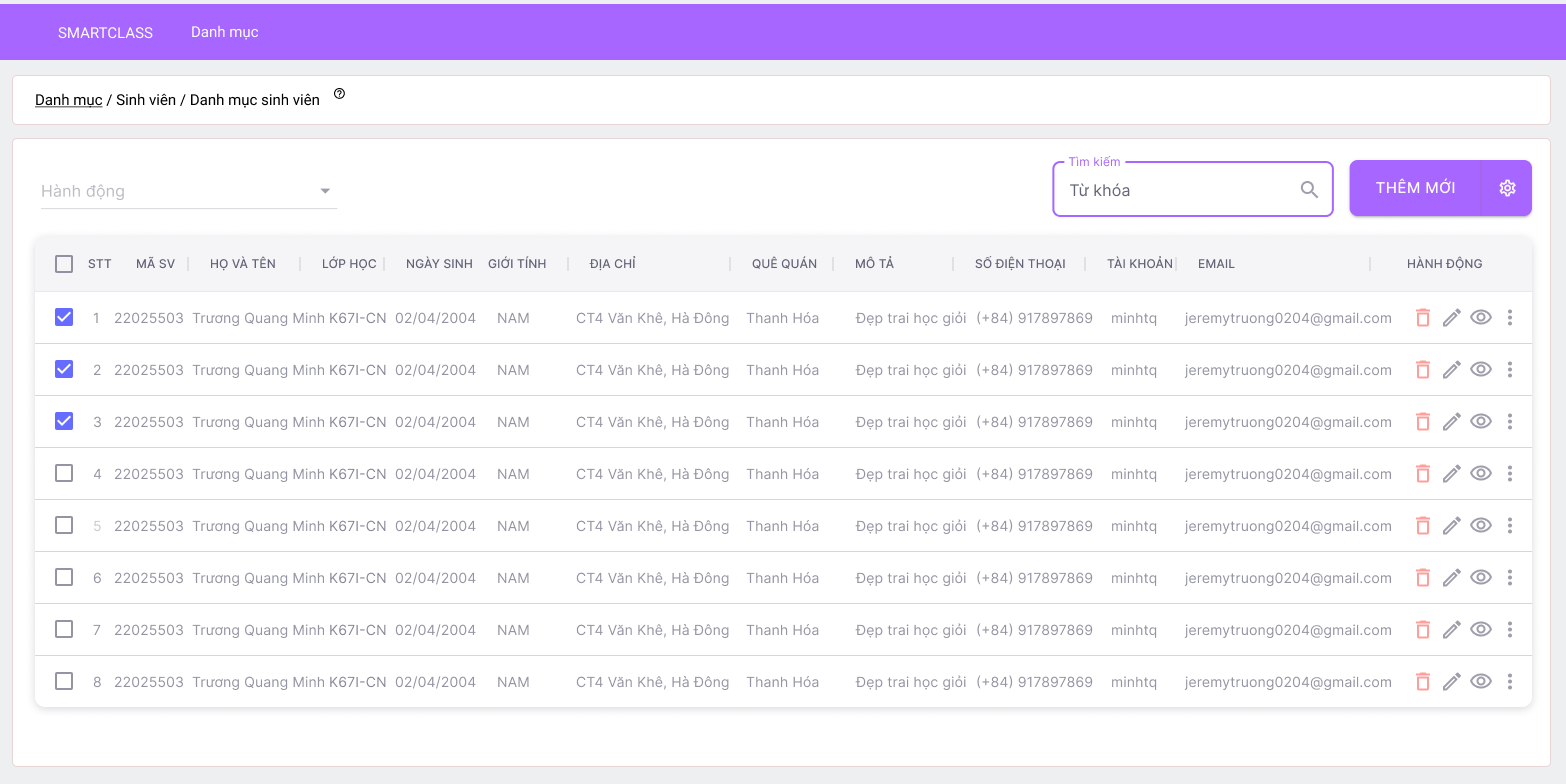 SMARTCLASS Danh mục
Danh mục / Sinh viên / Danh mục sinh viên
Hành động
Tìm kiếm
Từ khóa
THÊM MỚI
STT MÃ SV HỌ VÀ TÊN LỚP HỌC NGÀY SINH GIỚI TÍNH ĐỊA CHỈ QUÊ QUÁN MÔ TẢ SỐ ĐIỆN THOẠI TÀI KHOẢN EMAIL HÀNH ĐỘNG
1 22025503 Trương Quang Minh K67I-CN 02/04/2004 NAM CT4 Văn Khê, Hà Đông Thanh Hóa Đẹp trai học giỏi (+84) 917897869 minhtq jeremytruong0204@gmail.com
2 22025503 Trương Quang Minh K67I-CN 02/04/2004 NAM CT4 Văn Khê, Hà Đông Thanh Hóa Đẹp trai học giỏi (+84) 917897869 minhtq jeremytruong0204@gmail.com
3 22025503 Trương Quang Minh K67I-CN 02/04/2004 NAM CT4 Văn Khê, Hà Đông Thanh Hóa Đẹp trai học giỏi (+84) 917897869 minhtq jeremytruong0204@gmail.com
4 22025503 Trương Quang Minh K67I-CN 02/04/2004 NAM CT4 Văn Khê, Hà Đông Thanh Hóa Đẹp trai học giỏi (+84) 917897869 minhtq jeremytruong0204@gmail.com
5 22025503 Trương Quang Minh K67I-CN 02/04/2004 NAM CT4 Văn Khê, Hà Đông Thanh Hóa Đẹp trai học giỏi (+84) 917897869 minhtq jeremytruong0204@gmail.com
6 22025503 Trương Quang Minh K67I-CN 02/04/2004 NAM CT4 Văn Khê, Hà Đông Thanh Hóa Đẹp trai học giỏi (+84) 917897869 minhtq jeremytruong0204@gmail.com
7 22025503 Trương Quang Minh K67I-CN 02/04/2004 NAM CT4 Văn Khê, Hà Đông Thanh Hóa Đẹp trai học giỏi (+84) 917897869 minhtq jeremytruong0204@gmail.com
8 22025503 Trương Quang Minh K67I-CN 02/04/2004 NAM CT4 Văn Khê, Hà Đông Thanh Hóa Đẹp trai học giỏi (+84) 917897869 minhtq jeremytruong0204@gmail.com